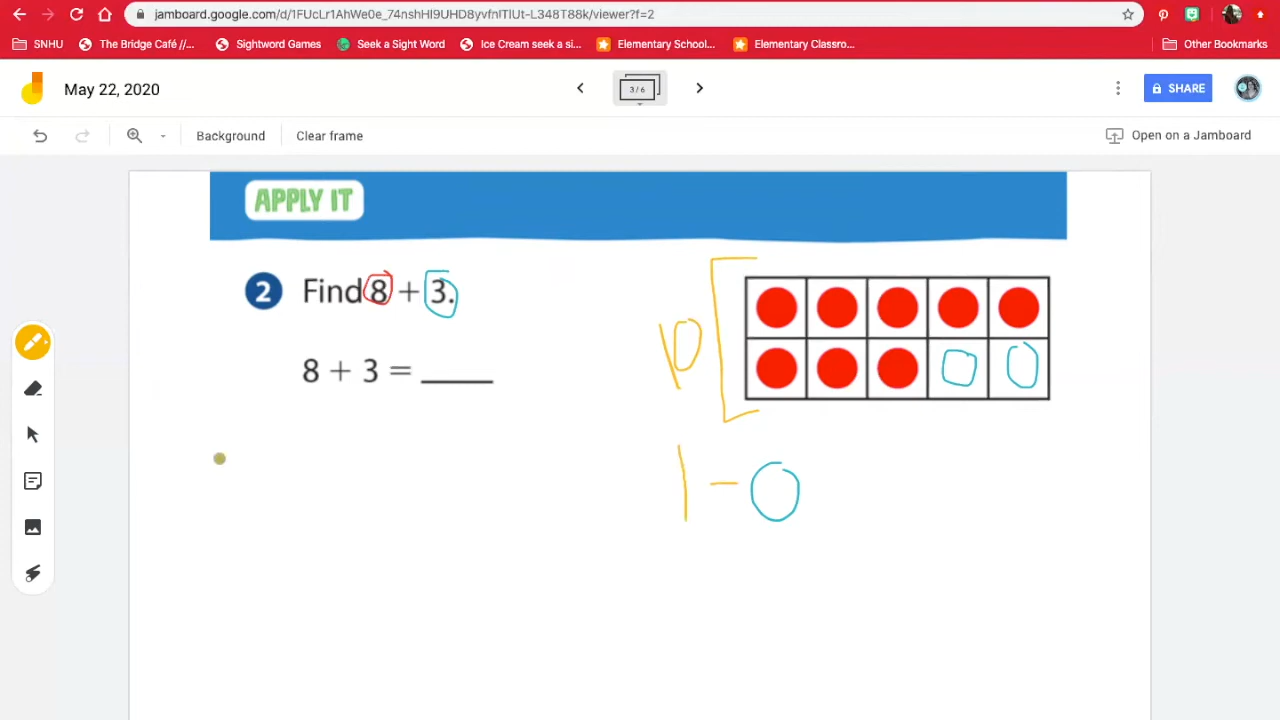 jamboard.google.com/d/1FUcLr1AhWe0e_74nshHI9UHD8yvfnITlUt-L348T88k/viewer?f=2
SNHU The Bridge Café //... Sightword Games Seek a Sight Word Ice Cream seek a si... Elementary School... Elementary Classro... Other Bookmarks
May 22, 2020 3 / 6 SHARE
Background Clear frame Open on a Jamboard
APPLY IT
2 Find 8 + 3.
8 + 3 = ____
10
1 -